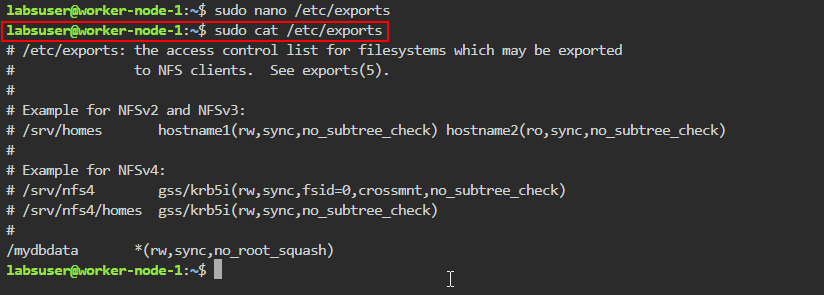 labsuser@worker-node-1:~$ sudo nano /etc/exports
labsuser@worker-node-1:~$ sudo cat /etc/exports
# /etc/exports: the access control list for filesystems which may be exported
#               to NFS clients.  See exports(5).
#
# Example for NFSv2 and NFSv3:
# /srv/homes       hostname1(rw,sync,no_subtree_check) hostname2(ro,sync,no_subtree_check)
#
# Example for NFSv4:
# /srv/nfs4        gss/krb5i(rw,sync,fsid=0,crossmnt,no_subtree_check)
# /srv/nfs4/homes  gss/krb5i(rw,sync,no_subtree_check)
#
/mydbdata       *(rw,sync,no_root_squash)
labsuser@worker-node-1:~$